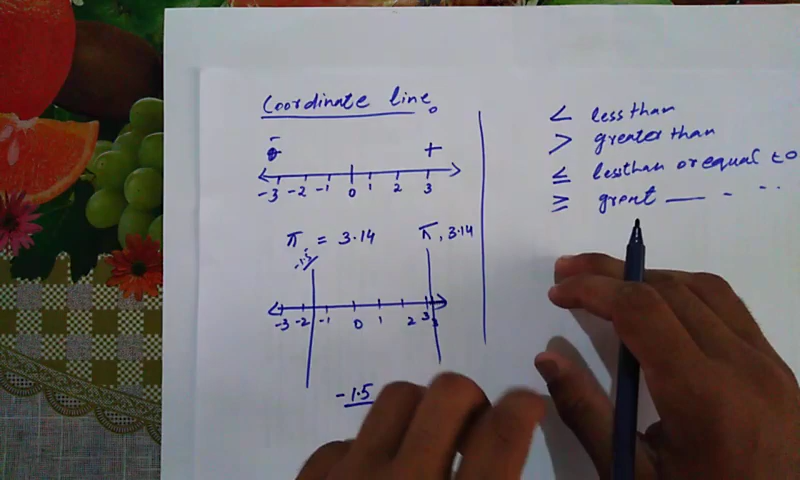 Coordinate line
- +
-3 -2 -1 0 1 2 3
π = 3.14
π, 3.14
-1.5
-3 -2 -1 0 1 2 3
-1.5
< less than
> greater than
≤ lessthan or equal to
≥ great — - - -